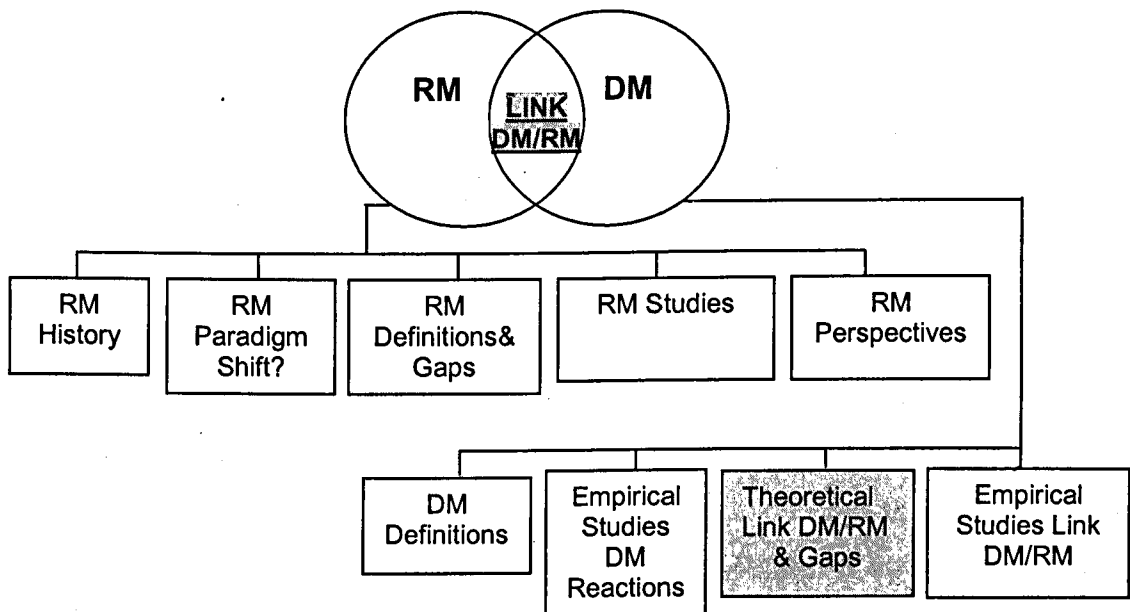 RM
DM
LINK
DM/RM
RM
History
RM
Paradigm
Shift?
RM
Definitions&
Gaps
RM Studies
RM
Perspectives
DM
Definitions
Empirical
Studies
DM
Reactions
Theoretical
Link DM/RM
& Gaps
Empirical
Studies Link
DM/RM